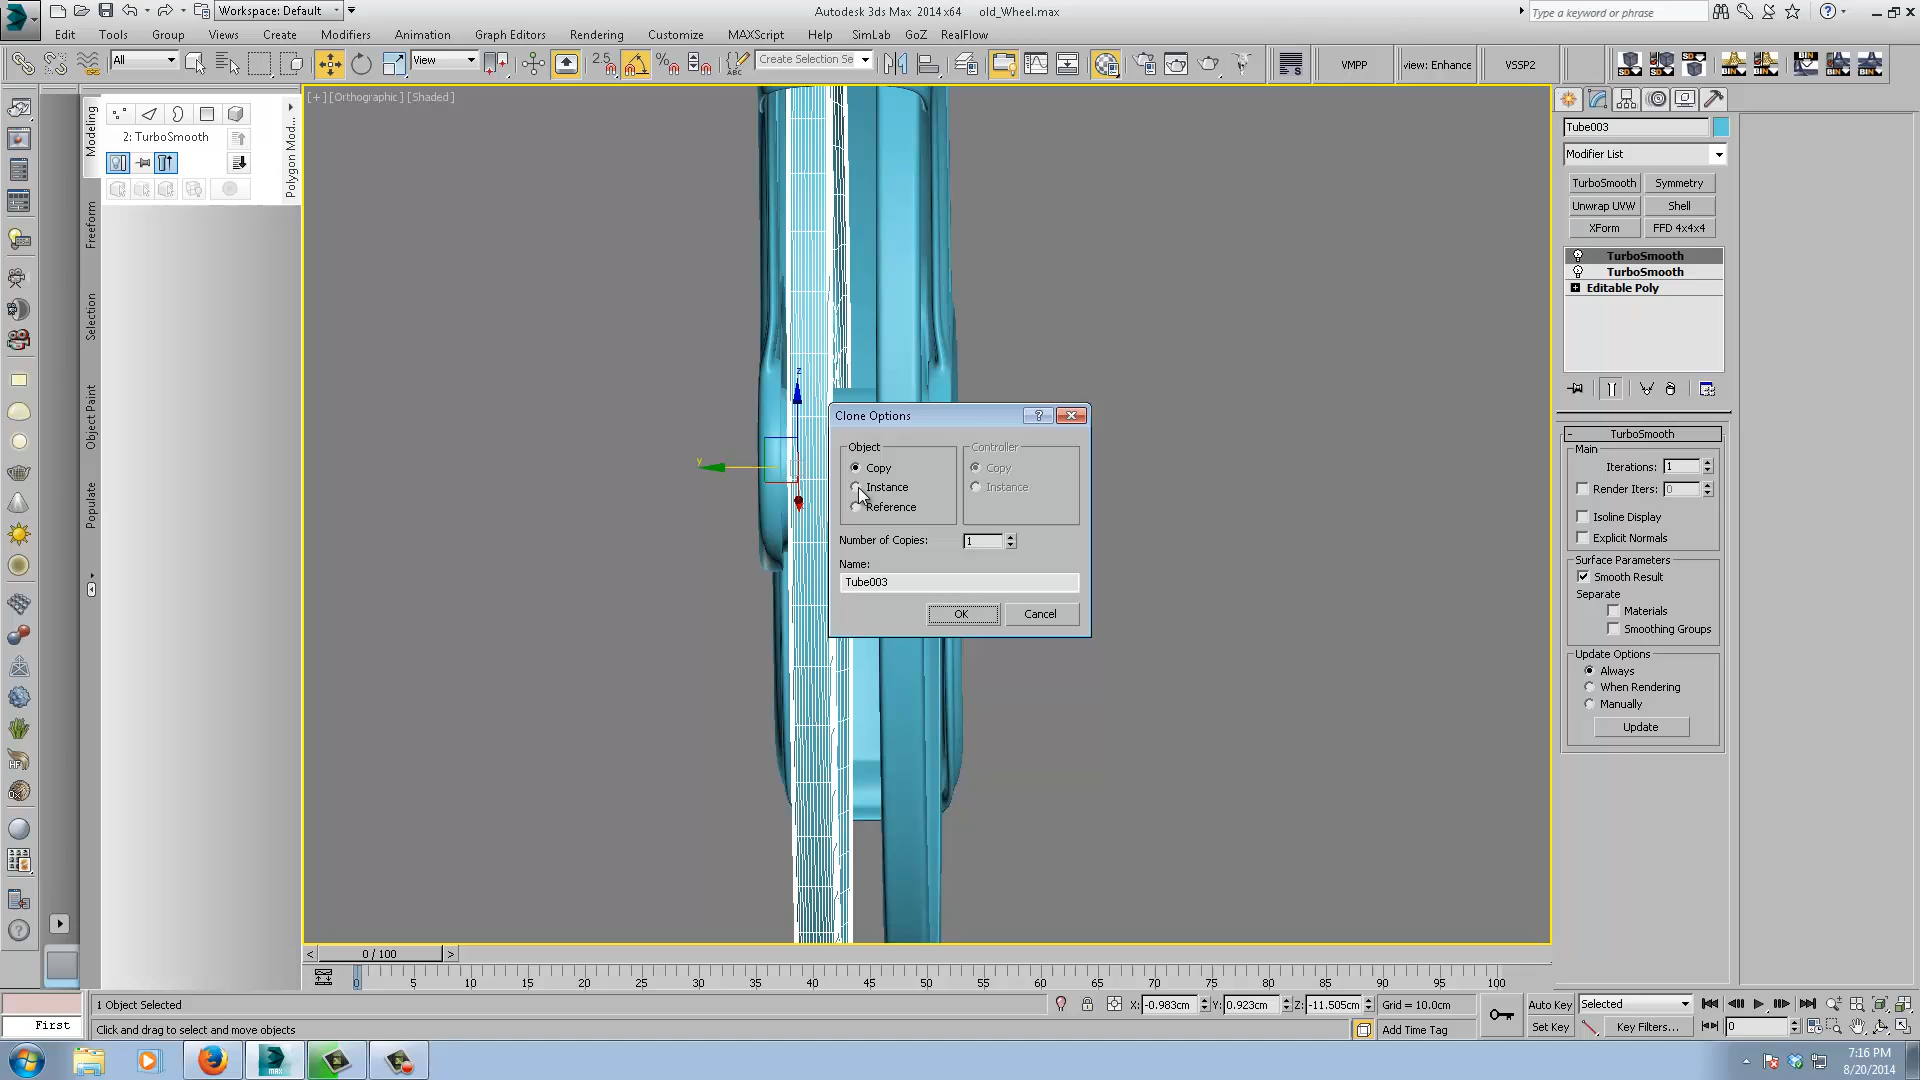 Workspace: Default
Autodesk 3ds Max 2014 x64 old_Wheel.max
Type a keyword or phrase
Edit Tools Group Views Create Modifiers Animation Graph Editors Rendering Customize MAXScript Help SimLab GoZ RealFlow
All View 2.5 Create Selection Se VMPP view: Enhance VSSP2
[+] [Orthographic] [Shaded]
Modeling
Freeform
Selection
Object Paint
Populate
2: TurboSmooth
Polygon Mod...
z
y
Clone Options
Object
Copy
Instance
Reference
Controller
Copy
Instance
Number of Copies: 1
Name:
Tube003
OK Cancel
Tube003
Modifier List
TurboSmooth Symmetry
Unwrap UVW Shell
XForm FFD 4x4x4
TurboSmooth
TurboSmooth
Editable Poly
TurboSmooth
Main
Iterations: 1
Render Iters: 0
Isoline Display
Explicit Normals
Surface Parameters
Smooth Result
Separate
Materials
Smoothing Groups
Update Options
Always
When Rendering
Manually
Update
0 / 100
0 5 10 15 20 25 30 35 40 45 50 55 60 65 70 75 80 85 90 95 100
1 Object Selected X: -0.983cm Y: 0.923cm Z: -11.505cm Grid = 10.0cm Auto Key Selected
First Click and drag to select and move objects Add Time Tag Set Key Key Filters... 0
7:16 PM
8/20/2014